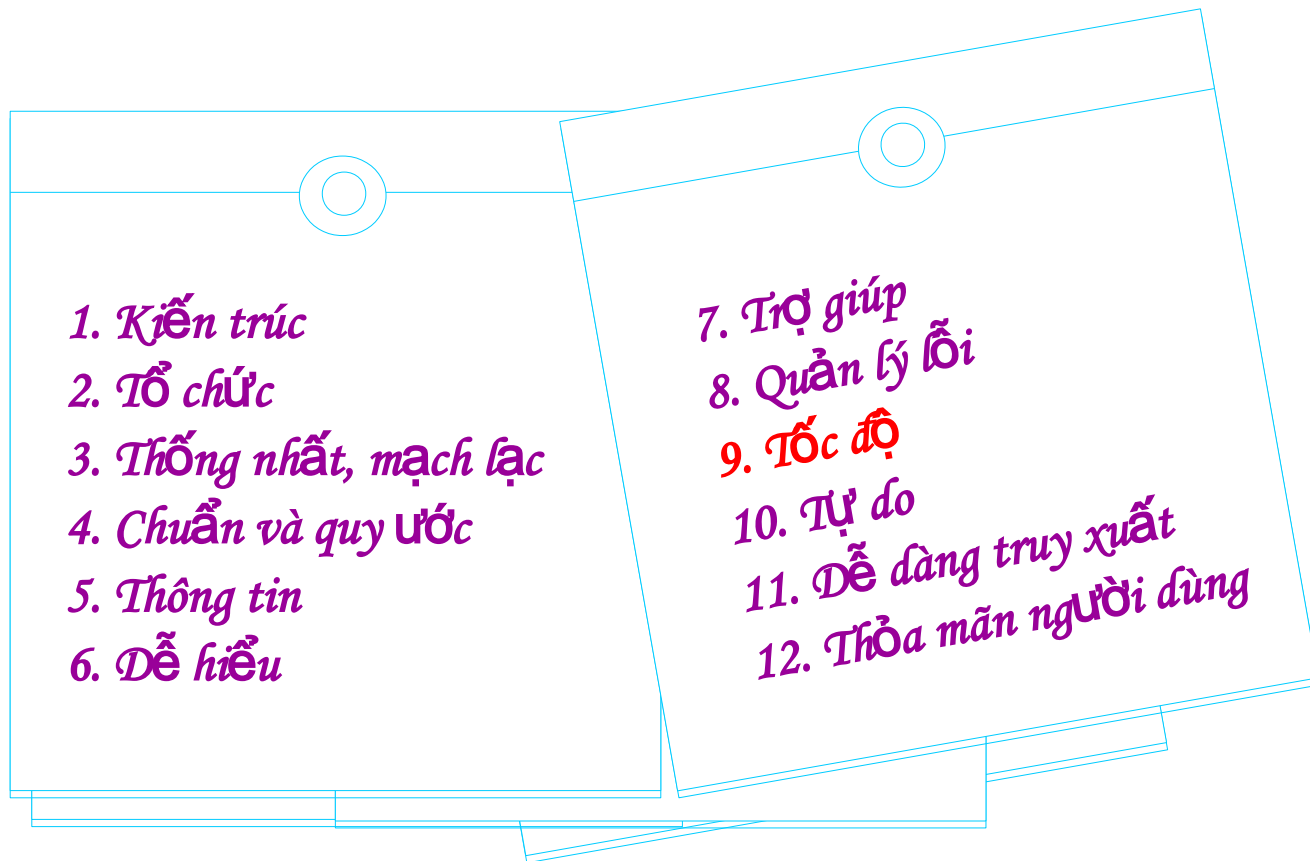 1. Kiến trúc
2. Tổ chức
3. Thống nhất, mạch lạc
4. Chuẩn và quy ước
5. Thông tin
6. Dễ hiểu
7. Trợ giúp
8. Quản lý lỗi
9. Tốc độ
10. Tự do
11. Dễ dàng truy xuất
12. Thỏa mãn người dùng